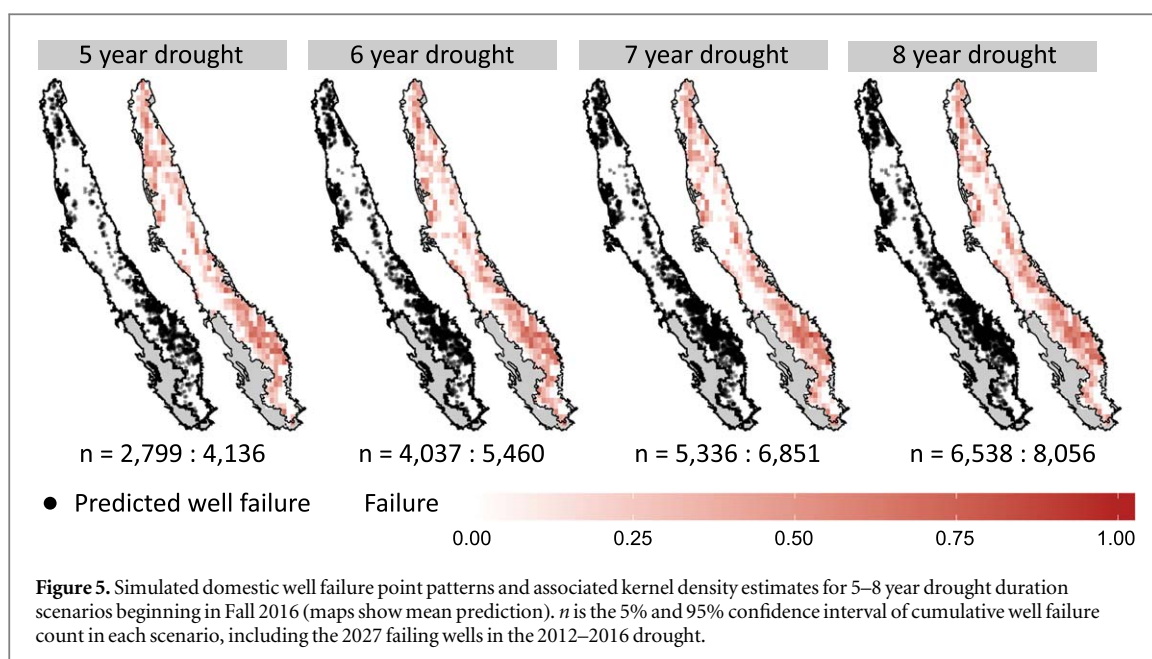 5 year drought
6 year drought
7 year drought
8 year drought
n = 2,799 : 4,136
n = 4,037 : 5,460
n = 5,336 : 6,851
n = 6,538 : 8,056
Predicted well failure
Failure
0.00
0.25
0.50
0.75
1.00
Figure 5. Simulated domestic well failure point patterns and associated kernel density estimates for 5–8 year drought duration
scenarios beginning in Fall 2016 (maps show mean prediction). n is the 5% and 95% confidence interval of cumulative well failure
count in each scenario, including the 2027 failing wells in the 2012–2016 drought.